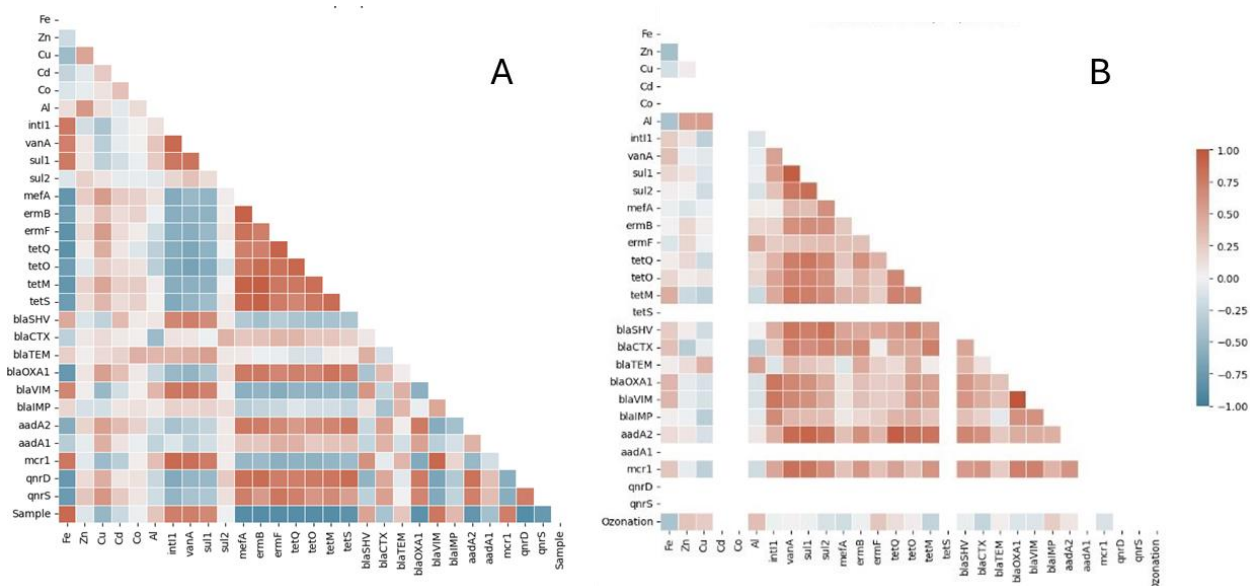 A
Fe
Zn
Cu
Cd
Co
Al
intI1
vanA
sul1
sul2
mefA
ermB
ermF
tetQ
tetO
tetM
tetS
blaSHV
blaCTX
blaTEM
blaOXA1
blaVIM
blaIMP
aadA2
aadA1
mcr1
qnrD
qnrS
Sample
Fe Zn Cu Cd Co Al intI1 vanA sul1 sul2 mefA ermB ermF tetQ tetO tetM tetS blaSHV blaCTX blaTEM blaOXA1 blaVIM blaIMP aadA2 aadA1 mcr1 qnrD qnrS Sample
B
Fe
Zn
Cu
Cd
Co
Al
intI1
vanA
sul1
sul2
mefA
ermB
ermF
tetQ
tetO
tetM
tetS
blaSHV
blaCTX
blaTEM
blaOXA1
blaVIM
blaIMP
aadA2
aadA1
mcr1
qnrD
qnrS
Ozonation
Fe Zn Cu Cd Co Al intI1 vanA sul1 sul2 mefA ermB ermF tetQ tetO tetM tetS blaSHV blaCTX blaTEM blaOXA1 blaVIM blaIMP aadA2 aadA1 mcr1 qnrD qnrS zonation
1.00
0.75
0.50
0.25
0.00
−0.25
−0.50
−0.75
−1.00